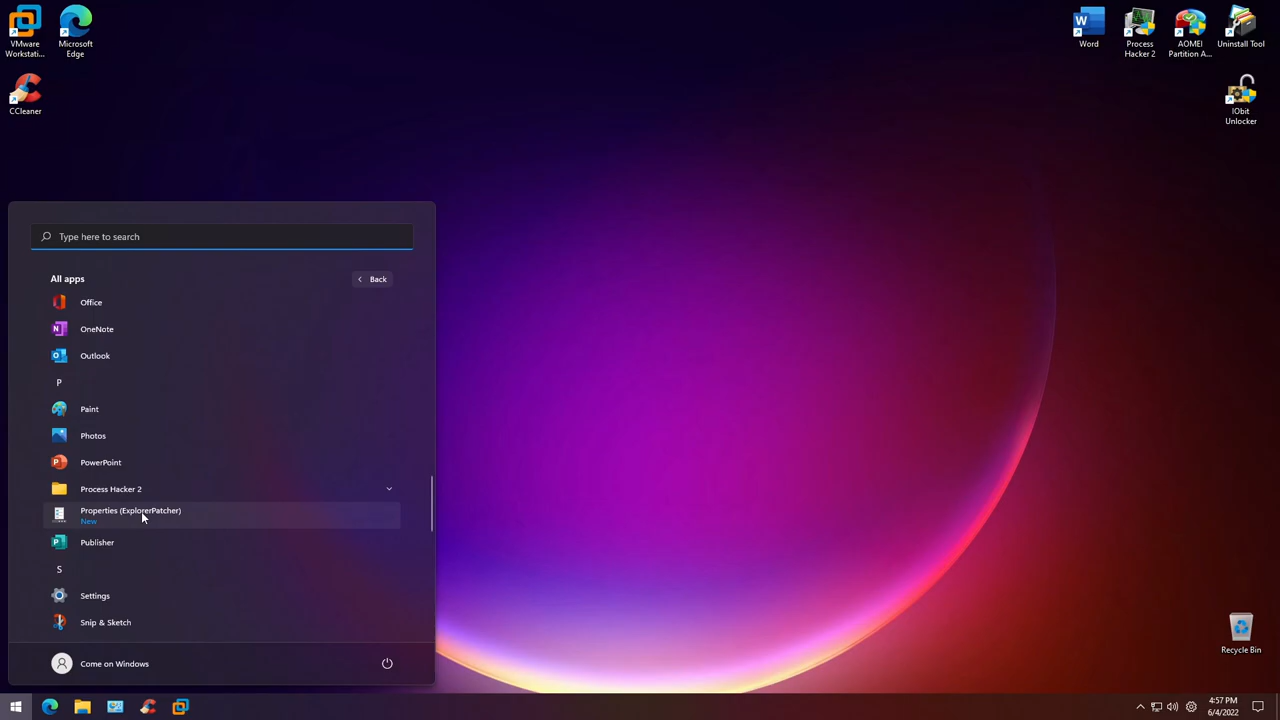 VMware
Workstati...
Microsoft
Edge
Word
Process
Hacker 2
AOMEI
Partition A...
Uninstall Tool
CCleaner
IObit
Unlocker
Type here to search
All apps
Back
Office
OneNote
Outlook
P
Paint
Photos
PowerPoint
Process Hacker 2
Properties (ExplorerPatcher)
New
Publisher
S
Settings
Snip & Sketch
Come on Windows
Recycle Bin
4:57 PM
6/4/2022